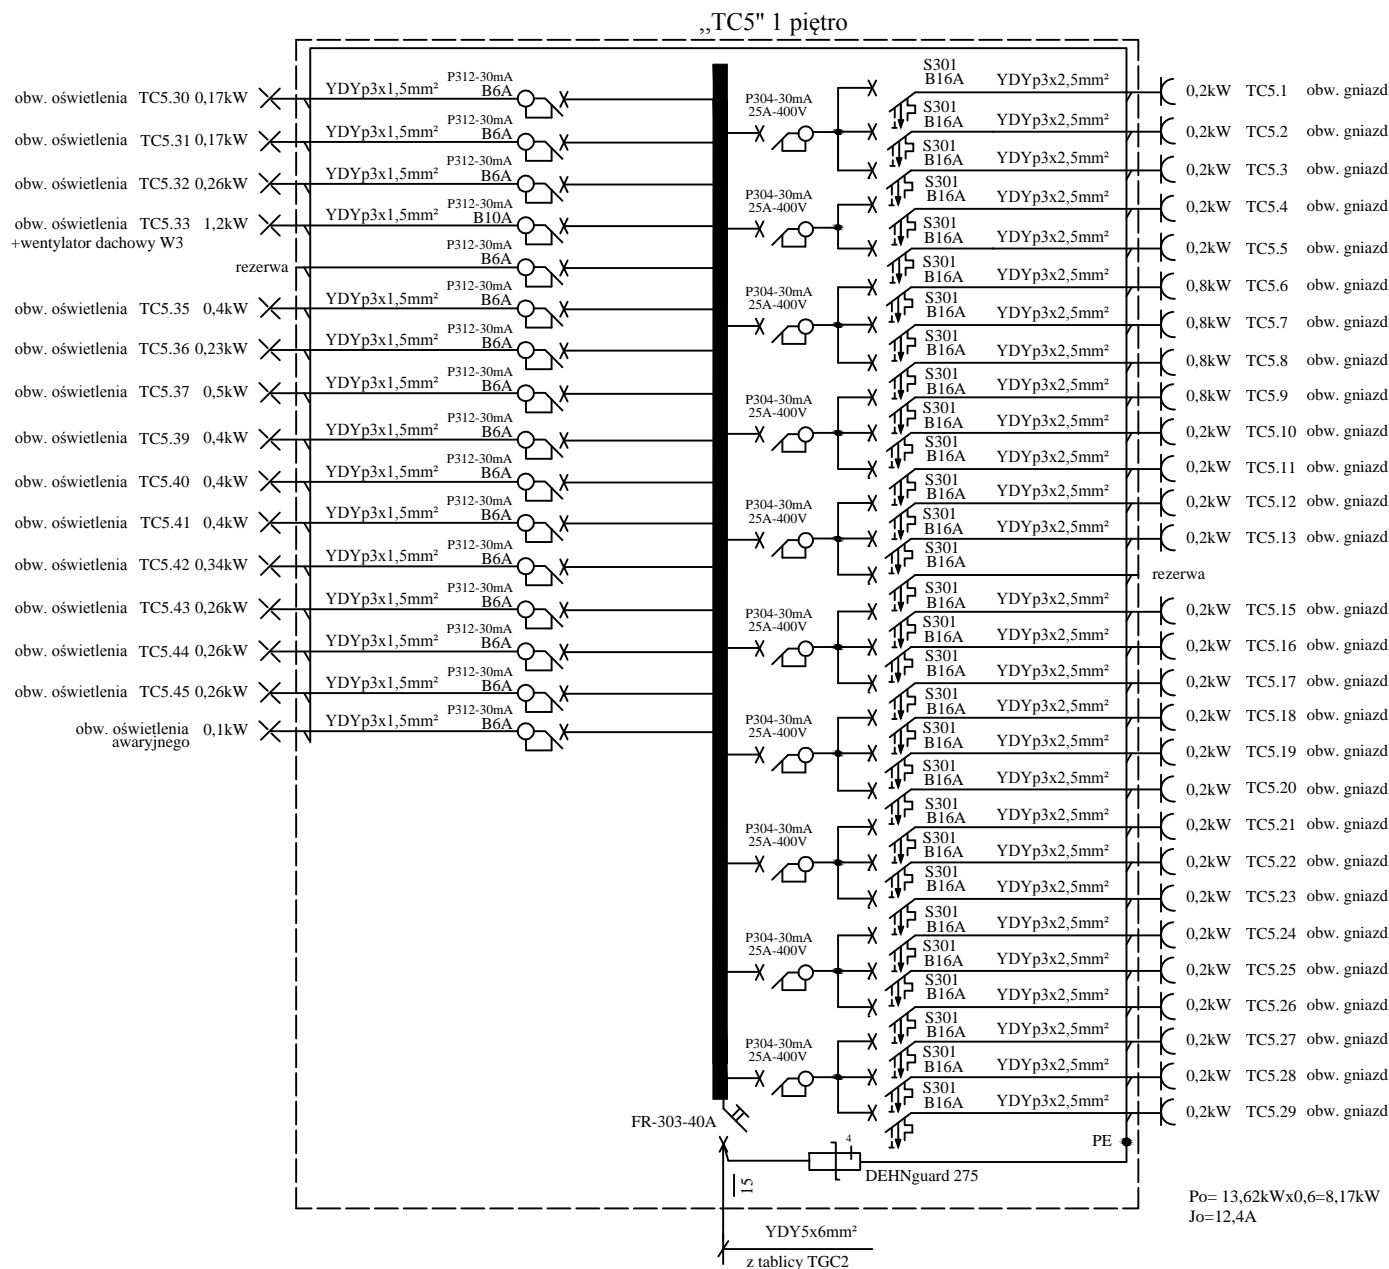 „TC5" 1 piętro
obw. oświetlenia TC5.30 0,17kW
YDYp3x1,5mm²
P312-30mA
B6A
obw. oświetlenia TC5.31 0,17kW
YDYp3x1,5mm²
P312-30mA
B6A
obw. oświetlenia TC5.32 0,26kW
YDYp3x1,5mm²
P312-30mA
B6A
obw. oświetlenia TC5.33 1,2kW
+wentylator dachowy W3
YDYp3x1,5mm²
P312-30mA
B10A
rezerwa
P312-30mA
B6A
obw. oświetlenia TC5.35 0,4kW
YDYp3x1,5mm²
P312-30mA
B6A
obw. oświetlenia TC5.36 0,23kW
YDYp3x1,5mm²
P312-30mA
B6A
obw. oświetlenia TC5.37 0,5kW
YDYp3x1,5mm²
P312-30mA
B6A
obw. oświetlenia TC5.39 0,4kW
YDYp3x1,5mm²
P312-30mA
B6A
obw. oświetlenia TC5.40 0,4kW
YDYp3x1,5mm²
P312-30mA
B6A
obw. oświetlenia TC5.41 0,4kW
YDYp3x1,5mm²
P312-30mA
B6A
obw. oświetlenia TC5.42 0,34kW
YDYp3x1,5mm²
P312-30mA
B6A
obw. oświetlenia TC5.43 0,26kW
YDYp3x1,5mm²
P312-30mA
B6A
obw. oświetlenia TC5.44 0,26kW
YDYp3x1,5mm²
P312-30mA
B6A
obw. oświetlenia TC5.45 0,26kW
YDYp3x1,5mm²
P312-30mA
B6A
obw. oświetlenia 0,1kW
awaryjnego
YDYp3x1,5mm²
P312-30mA
B6A
P304-30mA
25A-400V
S301
B16A YDYp3x2,5mm²
0,2kW TC5.1 obw. gniazd
S301
B16A YDYp3x2,5mm²
0,2kW TC5.2 obw. gniazd
S301
B16A YDYp3x2,5mm²
0,2kW TC5.3 obw. gniazd
P304-30mA
25A-400V
S301
B16A YDYp3x2,5mm²
0,2kW TC5.4 obw. gniazd
S301
B16A YDYp3x2,5mm²
0,2kW TC5.5 obw. gniazd
P304-30mA
25A-400V
S301
B16A YDYp3x2,5mm²
0,8kW TC5.6 obw. gniazd
S301
B16A YDYp3x2,5mm²
0,8kW TC5.7 obw. gniazd
S301
B16A YDYp3x2,5mm²
0,8kW TC5.8 obw. gniazd
P304-30mA
25A-400V
S301
B16A YDYp3x2,5mm²
0,8kW TC5.9 obw. gniazd
S301
B16A YDYp3x2,5mm²
0,2kW TC5.10 obw. gniazd
S301
B16A YDYp3x2,5mm²
0,2kW TC5.11 obw. gniazd
P304-30mA
25A-400V
S301
B16A YDYp3x2,5mm²
0,2kW TC5.12 obw. gniazd
S301
B16A YDYp3x2,5mm²
0,2kW TC5.13 obw. gniazd
S301
B16A
rezerwa
P304-30mA
25A-400V
S301
B16A YDYp3x2,5mm²
0,2kW TC5.15 obw. gniazd
S301
B16A YDYp3x2,5mm²
0,2kW TC5.16 obw. gniazd
S301
B16A YDYp3x2,5mm²
0,2kW TC5.17 obw. gniazd
P304-30mA
25A-400V
S301
B16A YDYp3x2,5mm²
0,2kW TC5.18 obw. gniazd
S301
B16A YDYp3x2,5mm²
0,2kW TC5.19 obw. gniazd
S301
B16A YDYp3x2,5mm²
0,2kW TC5.20 obw. gniazd
P304-30mA
25A-400V
S301
B16A YDYp3x2,5mm²
0,2kW TC5.21 obw. gniazd
S301
B16A YDYp3x2,5mm²
0,2kW TC5.22 obw. gniazd
S301
B16A YDYp3x2,5mm²
0,2kW TC5.23 obw. gniazd
P304-30mA
25A-400V
S301
B16A YDYp3x2,5mm²
0,2kW TC5.24 obw. gniazd
S301
B16A YDYp3x2,5mm²
0,2kW TC5.25 obw. gniazd
S301
B16A YDYp3x2,5mm²
0,2kW TC5.26 obw. gniazd
P304-30mA
25A-400V
S301
B16A YDYp3x2,5mm²
0,2kW TC5.27 obw. gniazd
S301
B16A YDYp3x2,5mm²
0,2kW TC5.28 obw. gniazd
S301
B16A YDYp3x2,5mm²
0,2kW TC5.29 obw. gniazd
FR-303-40A
PE
4
DEHNguard 275
15
Po= 13,62kWx0,6=8,17kW
Jo=12,4A
YDY5x6mm²
z tablicy TGC2